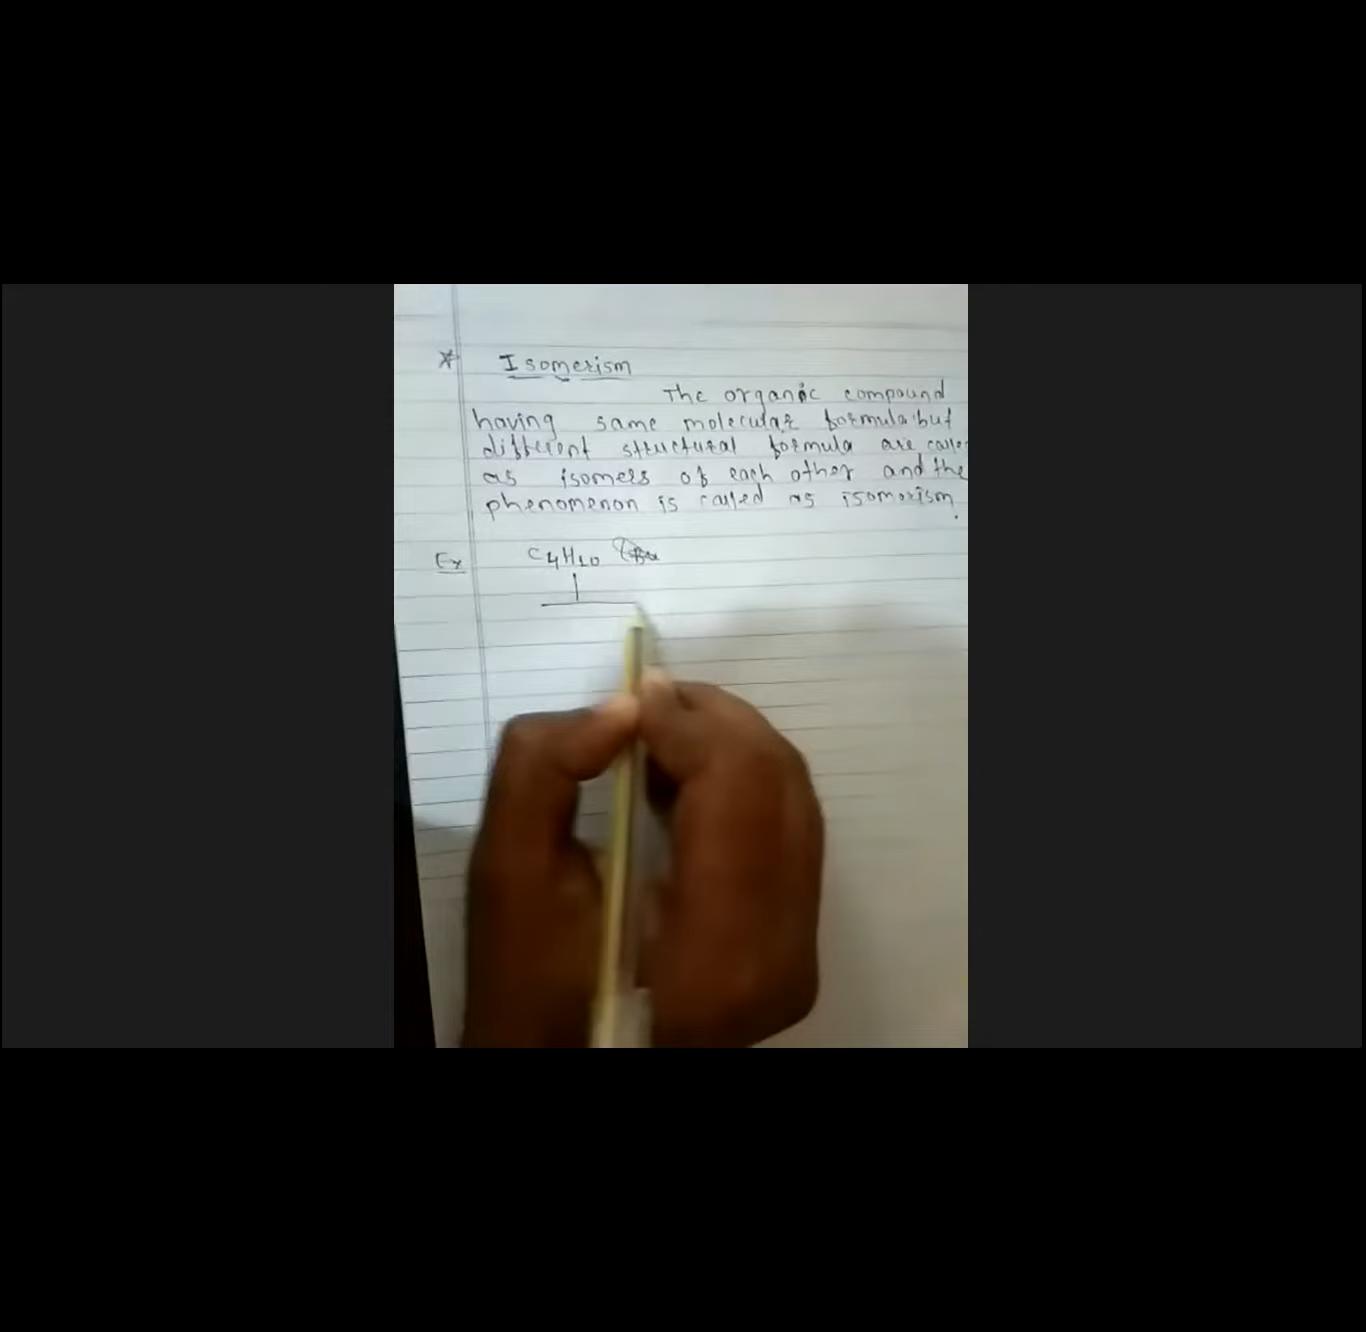 * Isomerism
The organic compound
having same molecular formula but
different structural formula are calle
as isomers of each other and the
phenomenon is called as isomerism.
Ex C4H10